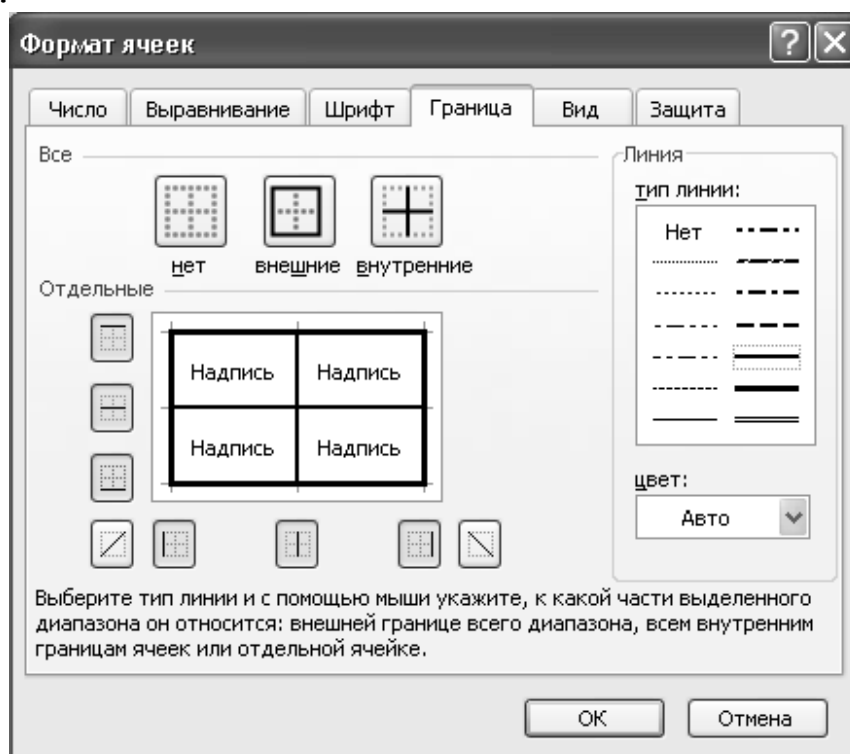 Формат ячеек
Число Выравнивание Шрифт Граница Вид Защита
Все
нет внешние внутренние
Отдельные
Надпись Надпись
Надпись Надпись
Линия
тип линии:
Нет
цвет:
Авто
Выберите тип линии и с помощью мыши укажите, к какой части выделенного
диапазона он относится: внешней границе всего диапазона, всем внутренним
границам ячеек или отдельной ячейке.
ОК Отмена